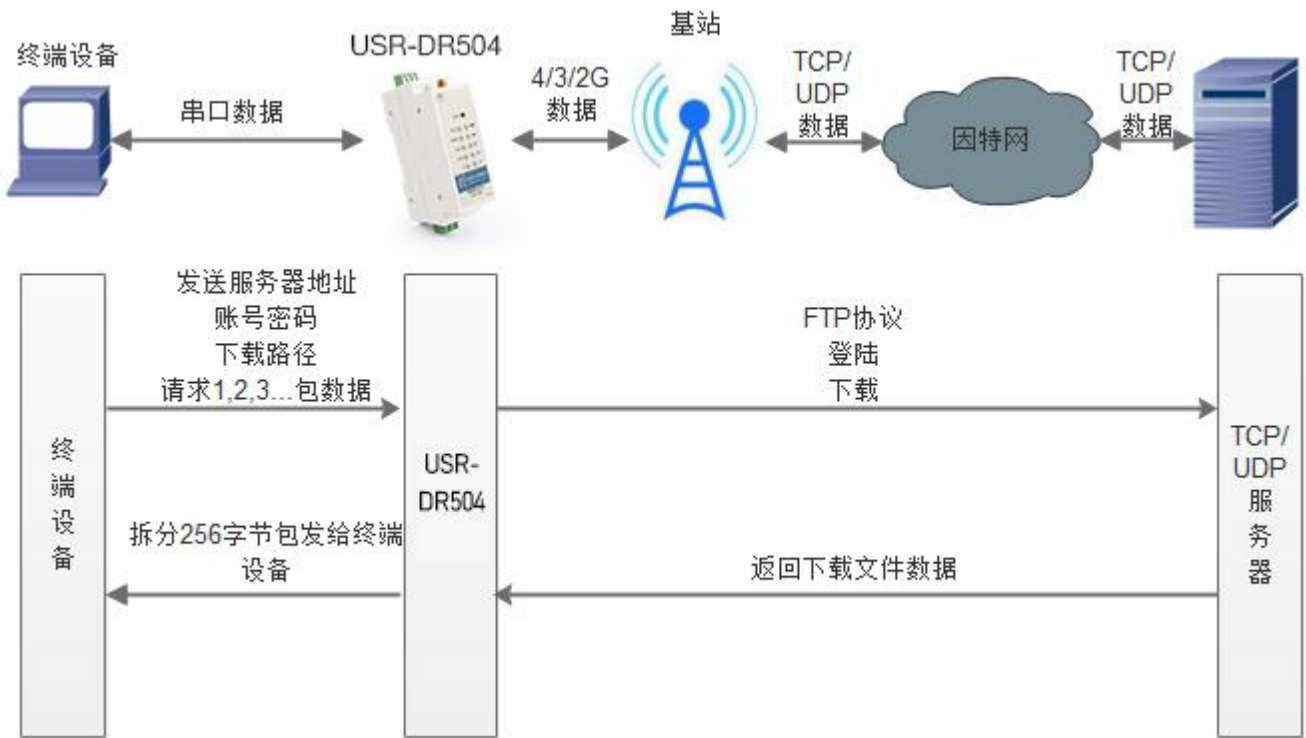 终端设备
USR-DR504
基站
串口数据
4/3/2G
数据
TCP/
UDP
数据
因特网
TCP/
UDP
数据
发送服务器地址
账号密码
下载路径
请求1,2,3...包数据
FTP协议
登陆
下载
终
端
设
备
USR-
DR504
TCP/
UDP
服
务
器
拆分256字节包发给终端
设备
返回下载文件数据